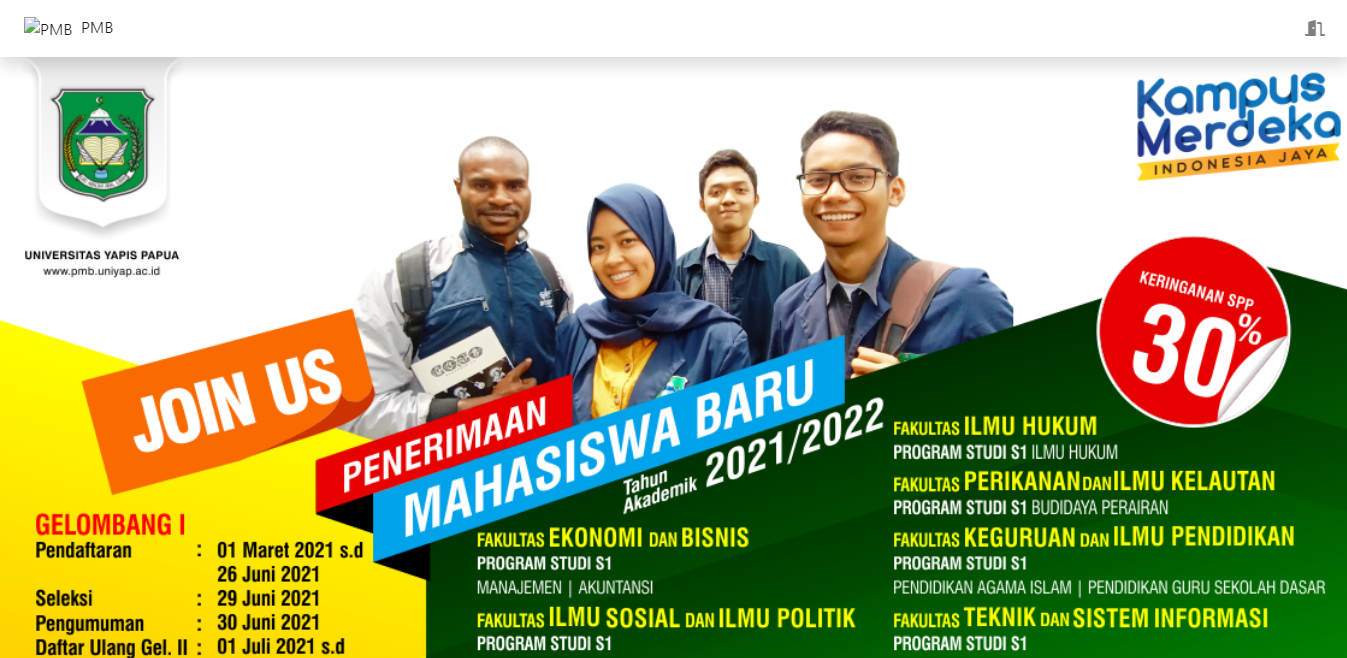 PMB PMB
UNIVERSITAS YAPIS PAPUA
www.pmb.uniyap.ac.id
Kampus
Merdeka
INDONESIA JAYA
KERINGANAN SPP
30%
JOIN US
PENERIMAAN
MAHASISWA BARU
Tahun
Akademik 2021/2022
GELOMBANG I
Pendaftaran : 01 Maret 2021 s.d
26 Juni 2021
Seleksi : 29 Juni 2021
Pengumuman : 30 Juni 2021
Daftar Ulang Gel. II : 01 Juli 2021 s.d
FAKULTAS EKONOMI DAN BISNIS
PROGRAM STUDI S1
MANAJEMEN | AKUNTANSI
FAKULTAS ILMU SOSIAL DAN ILMU POLITIK
PROGRAM STUDI S1
FAKULTAS ILMU HUKUM
PROGRAM STUDI S1 ILMU HUKUM
FAKULTAS PERIKANAN DAN ILMU KELAUTAN
PROGRAM STUDI S1 BUDIDAYA PERAIRAN
FAKULTAS KEGURUAN DAN ILMU PENDIDIKAN
PROGRAM STUDI S1
PENDIDIKAN AGAMA ISLAM | PENDIDIKAN GURU SEKOLAH DASAR
FAKULTAS TEKNIK DAN SISTEM INFORMASI
PROGRAM STUDI S1